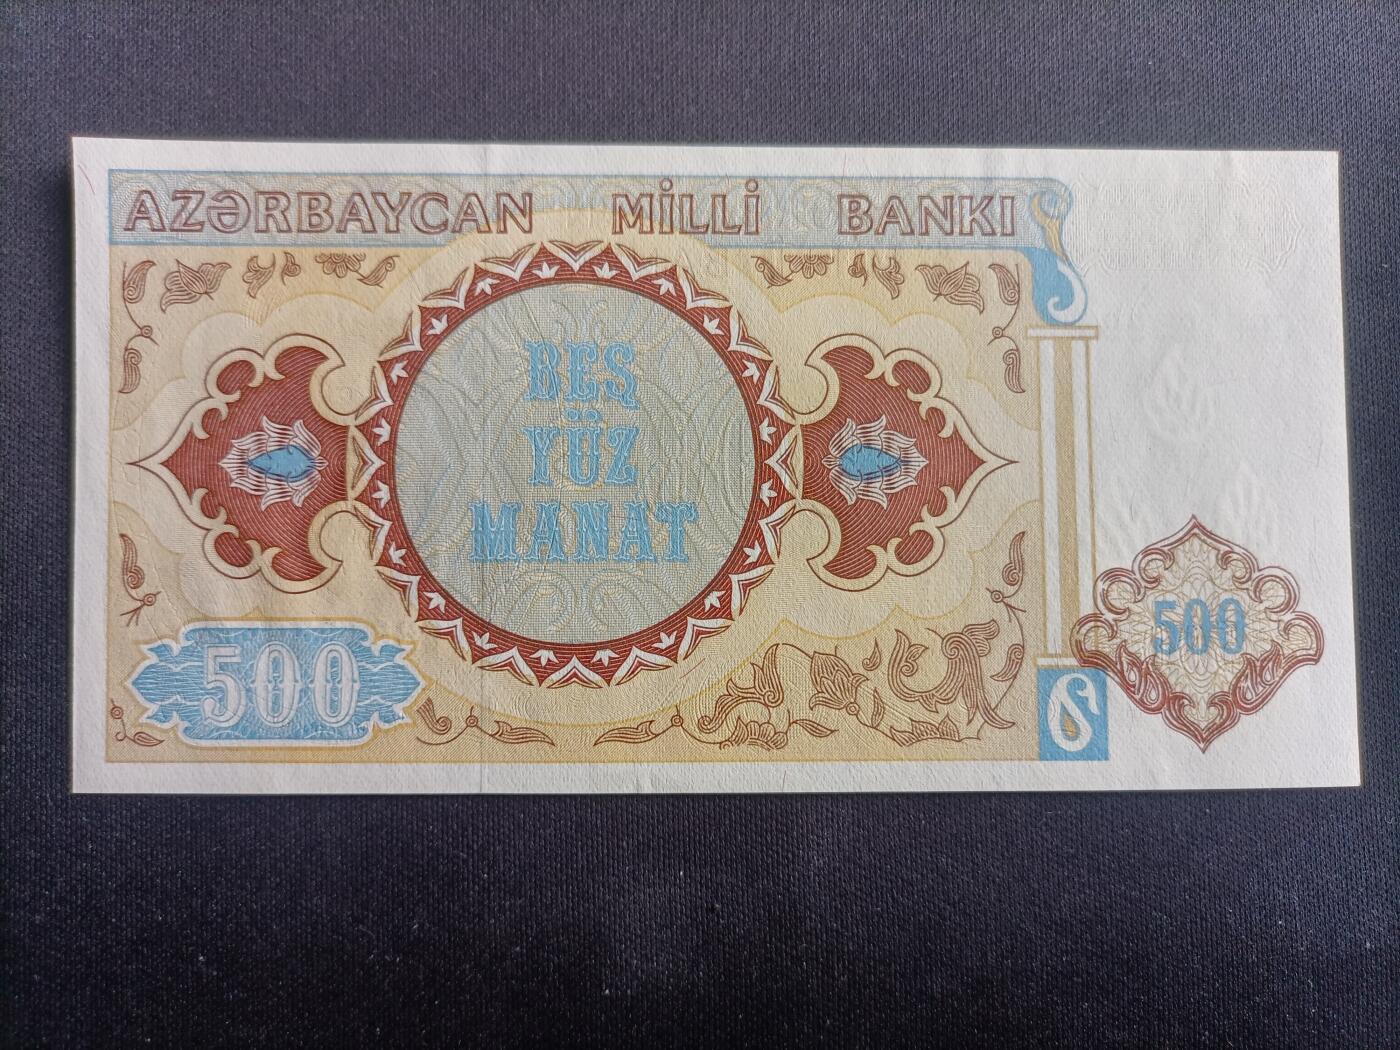 AZƏRBAYCAN MİLLİ BANKI
BEŞ
YÜZ
MANAT
500
500